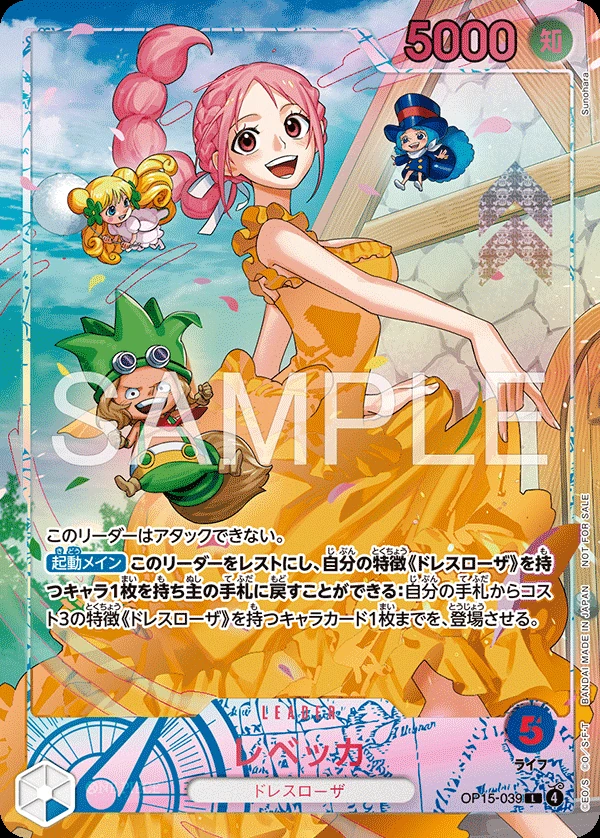 5000 知
Sunohara
SAMPLE
このリーダーはアタックできない。
起動メイン このリーダーをレストにし、自分の特徴《ドレスローザ》を持
つキャラ1枚を持ち主の手札に戻すことができる：自分の手札からコス
ト3の特徴《ドレスローザ》を持つキャラカード1枚までを、登場させる。
LEADER
レベッカ
ドレスローザ
5
ライフ
OP15-039 L 4
CEO/S CO/S・F・T BANDAI MADE IN JAPAN NOT FOR SALE